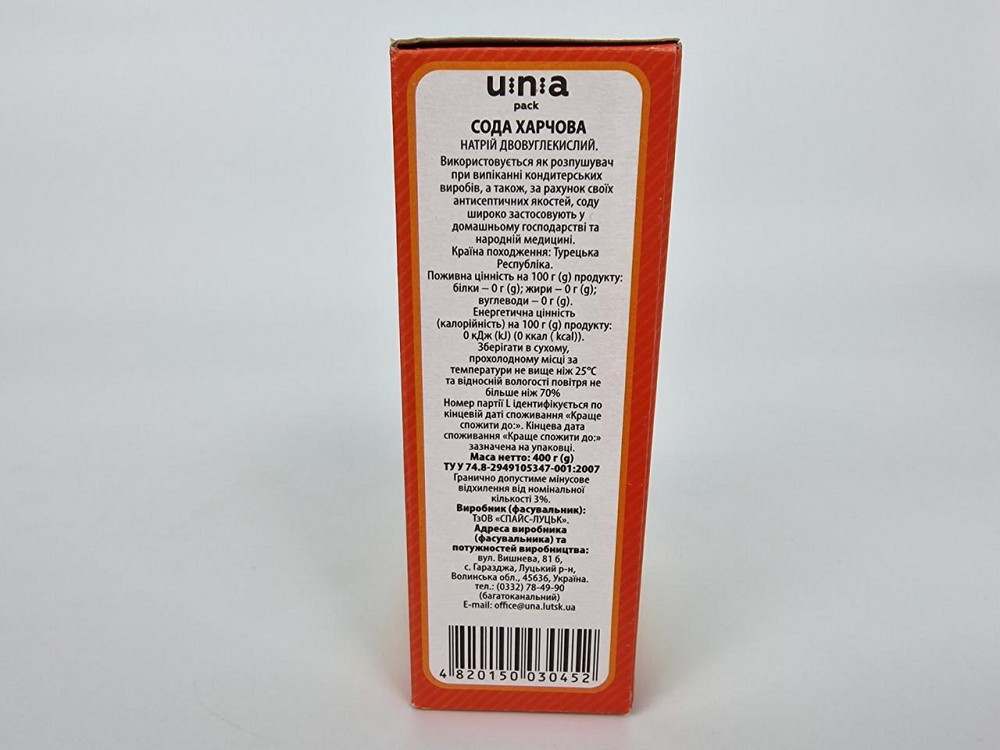 u:n:a
pack
СОДА ХАРЧОВА
НАТРІЙ ДВОВУГЛЕКИСЛИЙ.
Використовується як розпушувач
при випіканні кондитерських
виробів, а також, за рахунок своїх
антисептичних якостей, соду
широко застосовують у
домашньому господарстві та
народній медицині.
Країна походження: Турецька
Республіка.
Поживна цінність на 100 г (g) продукту:
білки – 0 г (g); жири – 0 г (g);
вуглеводи – 0 г (g).
Енергетична цінність
(калорійність) на 100 г (g) продукту:
0 кДж (kJ) (0 ккал ( kcal)).
Зберігати в сухому,
прохолодному місці за
температури не вище ніж 25°C
та відносній вологості повітря не
більше ніж 70%
Номер партії L ідентифікується по
кінцевій даті споживання «Краще
спожити до:». Кінцева дата
споживання «Краще спожити до:»
зазначена на упаковці.
Маса нетто: 400 г (g)
ТУ У 74.8-2949105347-001:2007
Гранично допустиме мінусове
відхилення від номінальної
кількості 3%.
Виробник (фасувальник):
ТзОВ «СПАЙС-ЛУЦЬК».
Адреса виробника
(фасувальника) та
потужностей виробництва:
вул. Вишнева, 81 б,
с. Гаразджа, Луцький р-н,
Волинська обл., 45636, Україна.
тел.: (0332) 78-49-90
(багатоканальний)
E-mail: office@una.lutsk.ua
4 820150 030452